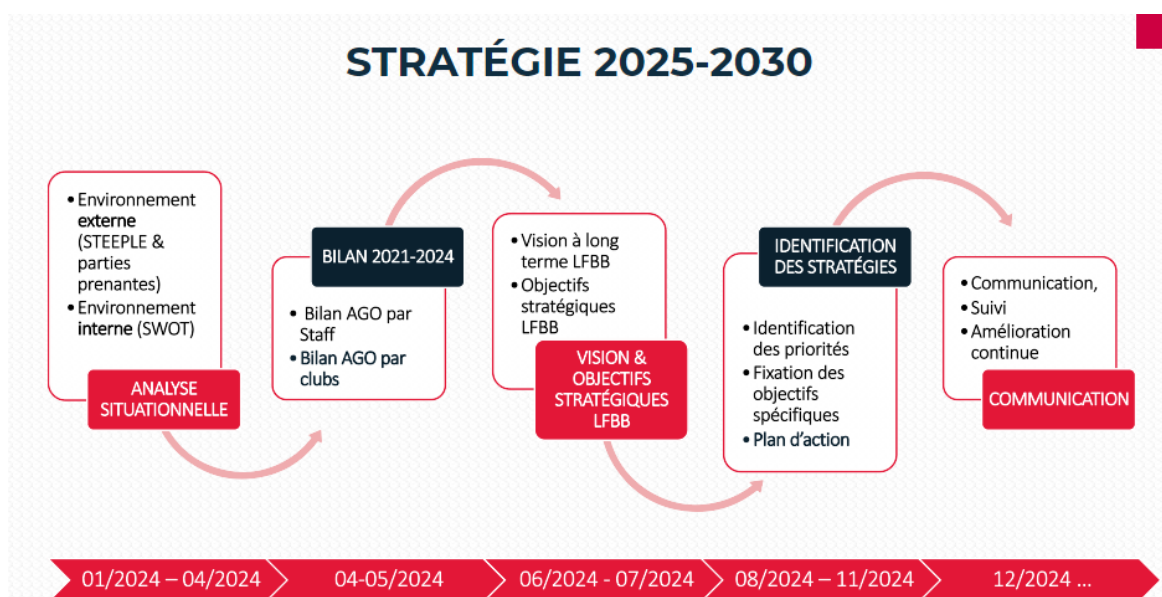 STRATÉGIE 2025-2030
• Environnement
externe
(STEEPLE &
parties
prenantes)
• Environnement
interne (SWOT)
ANALYSE
SITUATIONNELLE
BILAN 2021-2024
• Bilan AGO par
Staff
• Bilan AGO par
clubs
• Vision à long
terme LFBB
• Objectifs
stratégiques
LFBB
VISION &
OBJECTIFS
STRATÉGIQUES
LFBB
IDENTIFICATION
DES STRATÉGIES
• Identification
des priorités
• Fixation des
objectifs
spécifiques
• Plan d’action
• Communication,
• Suivi
• Amélioration
continue
COMMUNICATION
01/2024 – 04/2024
04-05/2024
06/2024 - 07/2024
08/2024 – 11/2024
12/2024 ...